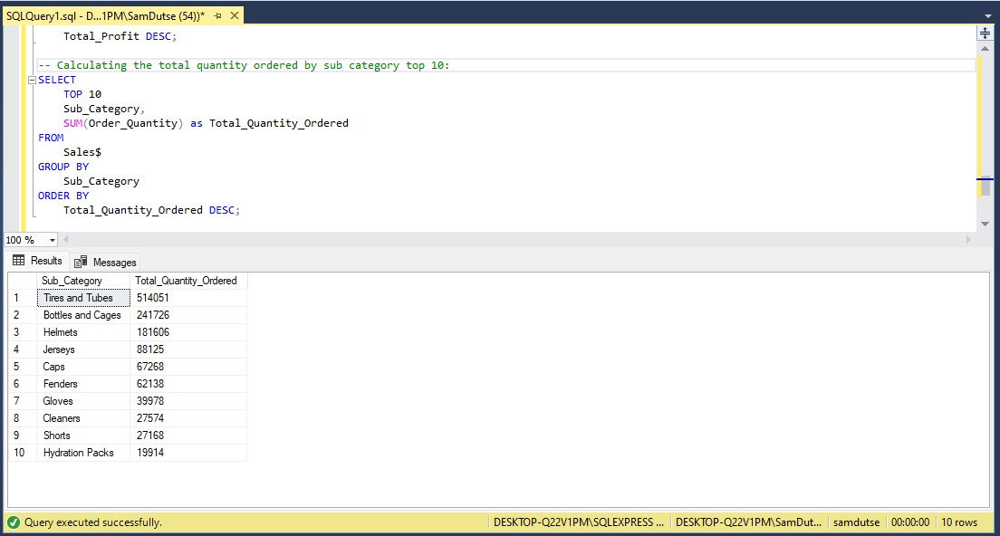 SQLQuery1.sql - D...1PM\SamDutse (54))*
Total_Profit DESC;
-- Calculating the total quantity ordered by sub category top 10:
SELECT
TOP 10
Sub_Category,
SUM(Order_Quantity) as Total_Quantity_Ordered
FROM
Sales$
GROUP BY
Sub_Category
ORDER BY
Total_Quantity_Ordered DESC;
100 %
Results Messages
Sub_Category Total_Quantity_Ordered
1 Tires and Tubes 514051
2 Bottles and Cages 241726
3 Helmets 181606
4 Jerseys 88125
5 Caps 67268
6 Fenders 62138
7 Gloves 39978
8 Cleaners 27574
9 Shorts 27168
10 Hydration Packs 19914
Query executed successfully. DESKTOP-Q22V1PM\SQLEXPRESS ... DESKTOP-Q22V1PM\SamDut... samdutse 00:00:00 10 rows